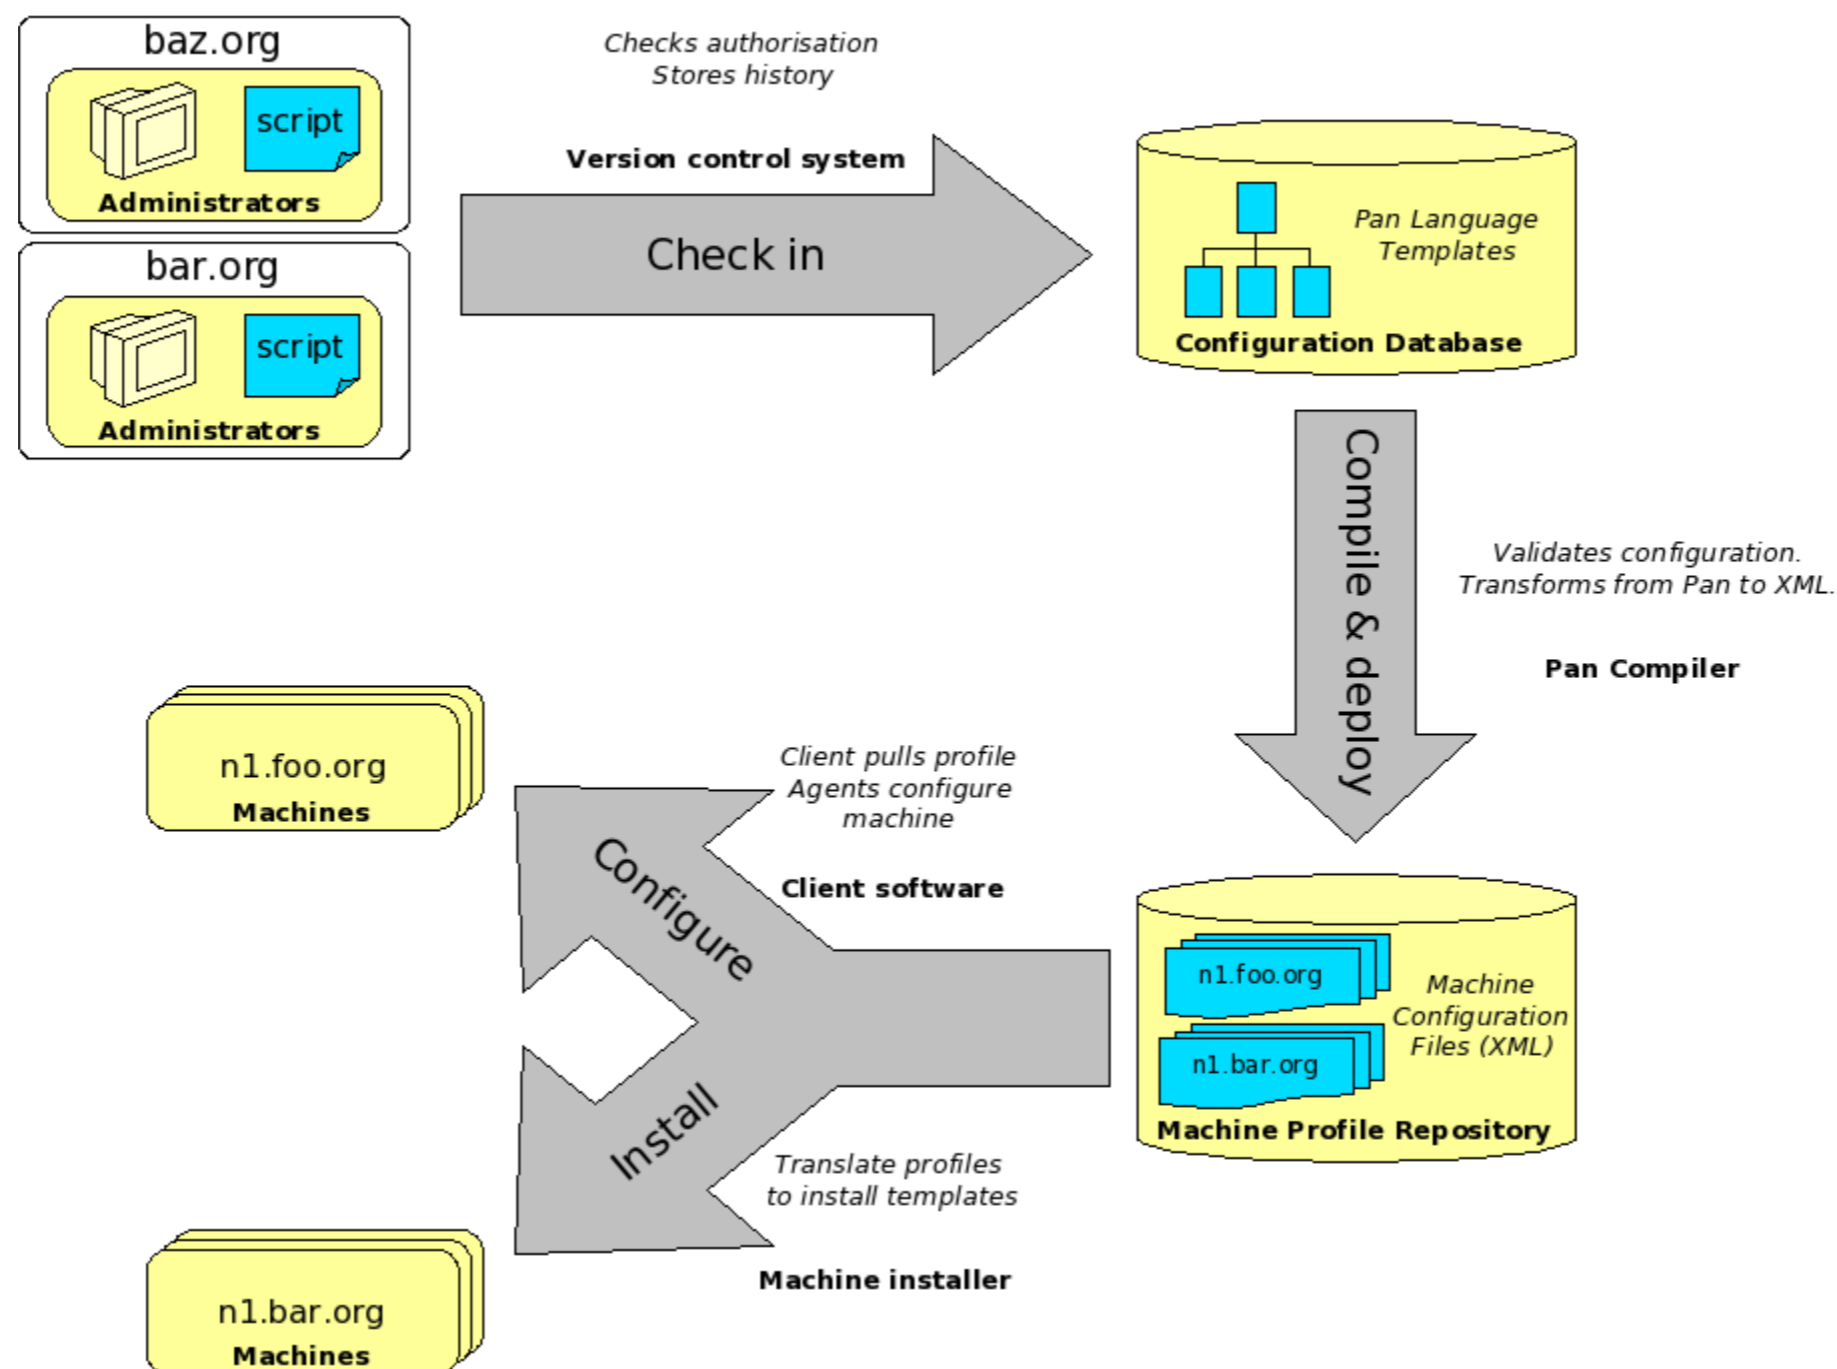 baz.org
script
Administrators
bar.org
script
Administrators
Checks authorisation
Stores history
Version control system
Check in
Pan Language
Templates
Configuration Database
Compile & deploy
Validates configuration.
Transforms from Pan to XML.
Pan Compiler
n1.foo.org
Machines
Client pulls profile
Agents configure
machine
Client software
Configure
Install
n1.foo.org
n1.bar.org
Machine
Configuration
Files (XML)
Machine Profile Repository
Translate profiles
to install templates
Machine installer
n1.bar.org
Machines